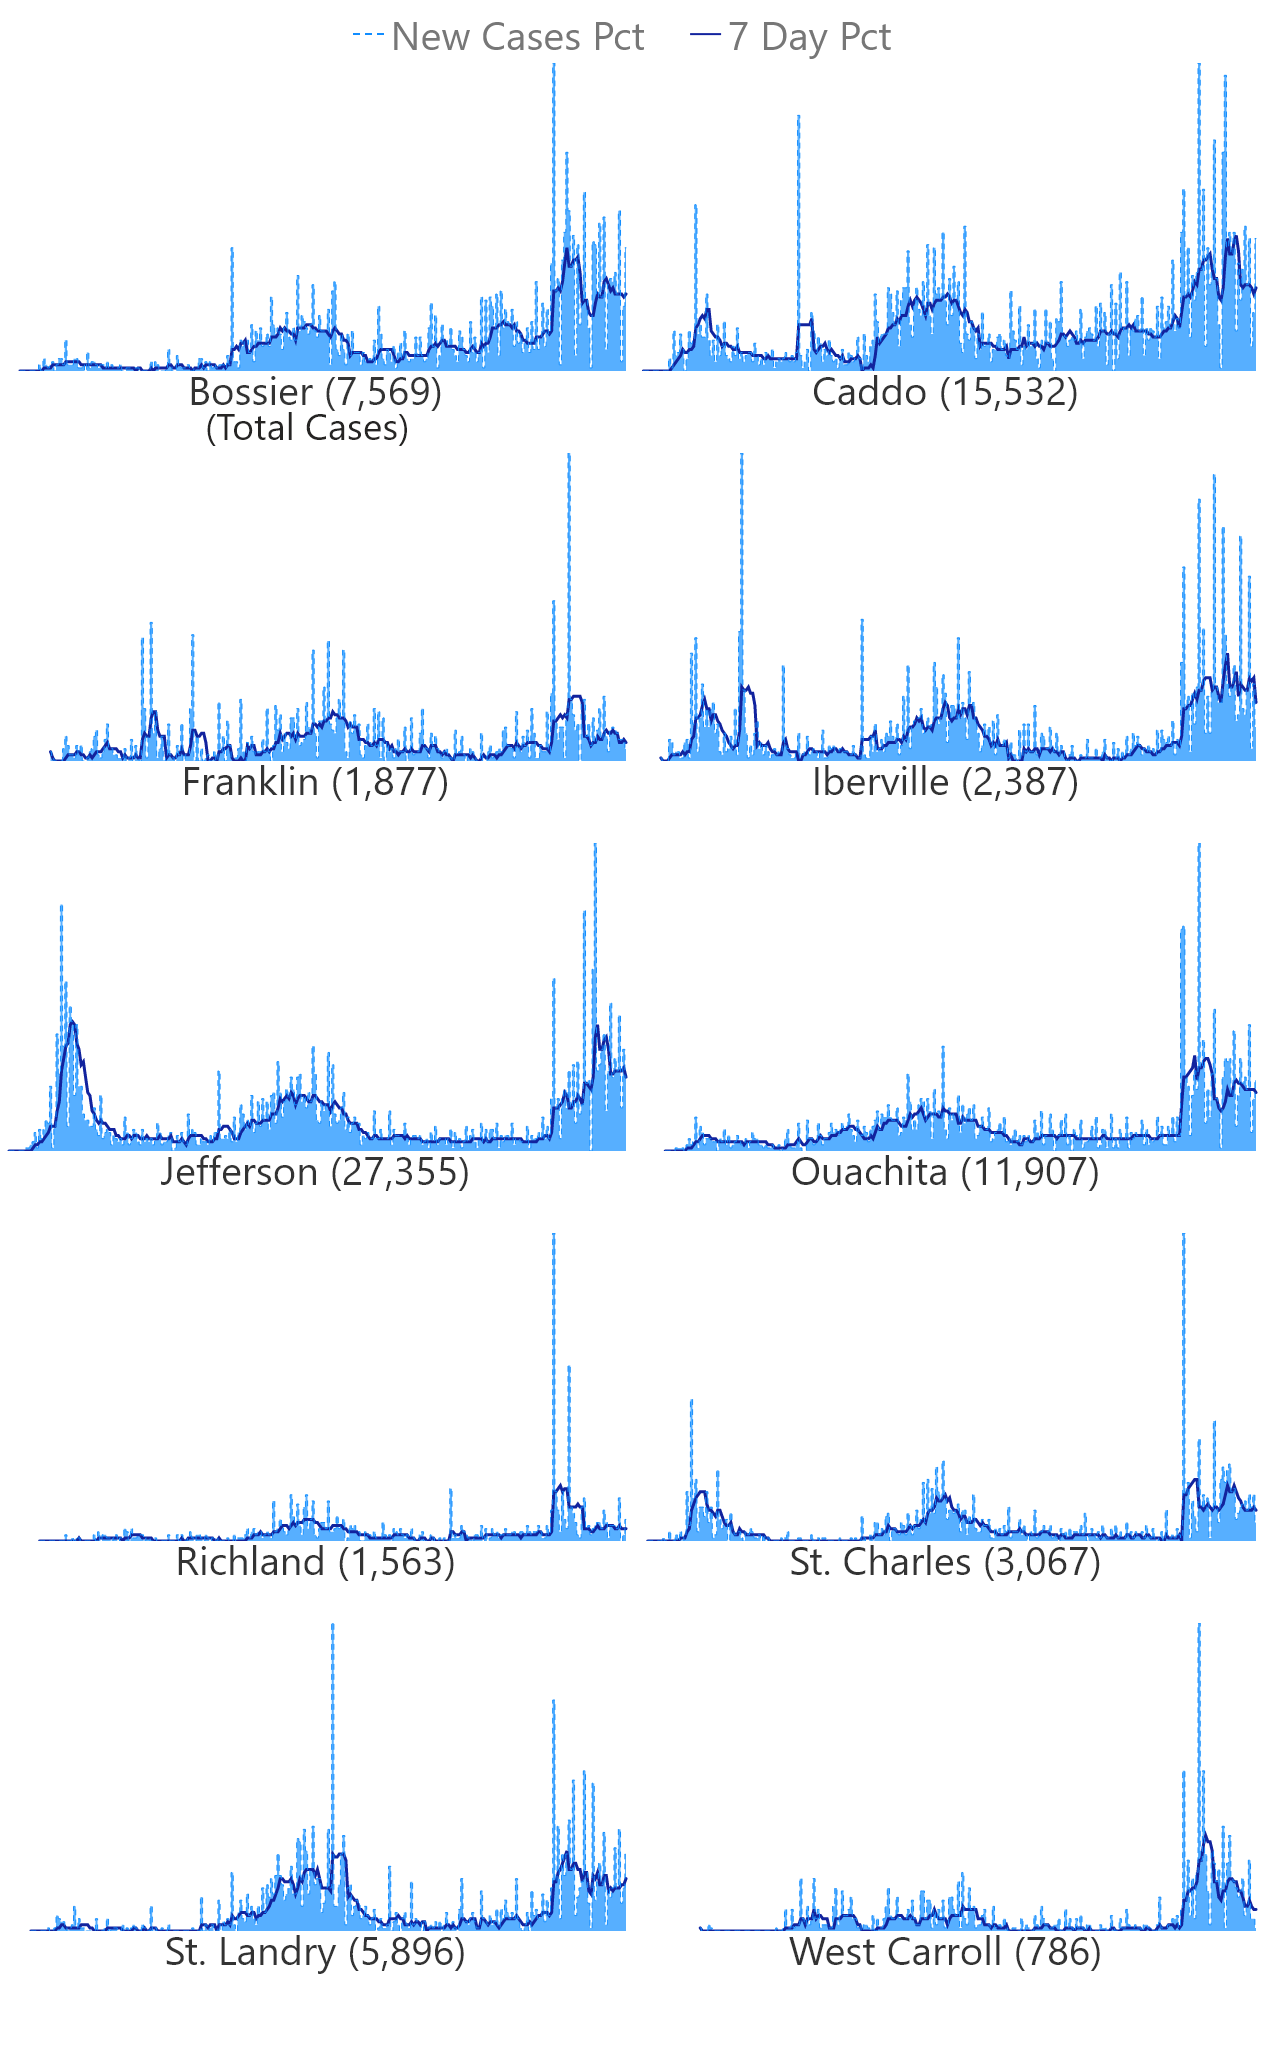 New Cases Pct 7 Day Pct
Bossier (7,569) Caddo (15,532)
(Total Cases)
Franklin (1,877) Iberville (2,387)
Jefferson (27,355) Ouachita (11,907)
Richland (1,563) St. Charles (3,067)
St. Landry (5,896) West Carroll (786)